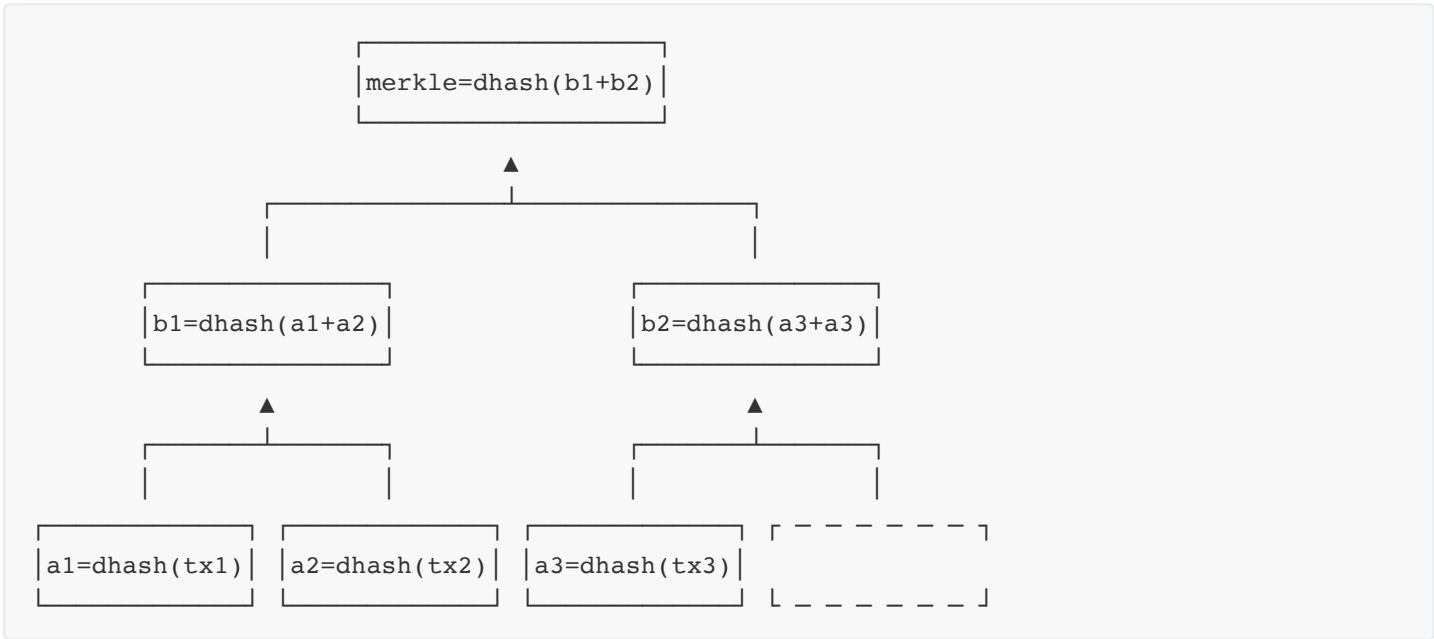 merkle=dhash(b1+b2)
b1=dhash(a1+a2) b2=dhash(a3+a3)
a1=dhash(tx1) a2=dhash(tx2) a3=dhash(tx3)